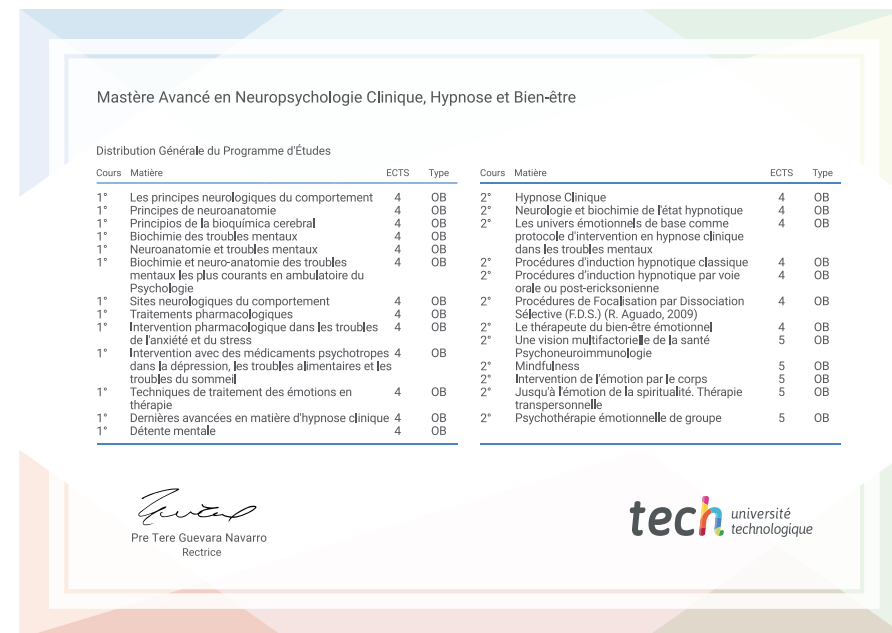 Mastère Avancé en Neuropsychologie Clinique, Hypnose et Bien-être
Distribution Générale du Programme d'Études
Cours Matière ECTS Type
1° Les principes neurologiques du comportement 4 OB
1° Principes de neuroanatomie 4 OB
1° Principios de la bioquímica cerebral 4 OB
1° Biochimie des troubles mentaux 4 OB
1° Neuroanatomie et troubles mentaux 4 OB
1° Biochimie et neuro-anatomie des troubles 4 OB
mentaux les plus courants en ambulatoire du
Psychologie
1° Sites neurologiques du comportement 4 OB
1° Traitements pharmacologiques 4 OB
1° Intervention pharmacologique dans les troubles 4 OB
de l'anxiété et du stress
1° Intervention avec des médicaments psychotropes 4 OB
dans la dépression, les troubles alimentaires et les
troubles du sommeil
1° Techniques de traitement des émotions en 4 OB
thérapie
1° Dernières avancées en matière d'hypnose clinique 4 OB
1° Détente mentale 4 OB
Cours Matière ECTS Type
2° Hypnose Clinique 4 OB
2° Neurologie et biochimie de l'état hypnotique 4 OB
2° Les univers émotionnels de base comme 4 OB
protocole d'intervention en hypnose clinique
dans les troubles mentaux
2° Procédures d'induction hypnotique classique 4 OB
2° Procédures d'induction hypnotique par voie 4 OB
orale ou post-ericksonienne
2° Procédures de Focalisation par Dissociation 4 OB
Sélective (F.D.S.) (R. Aguado, 2009)
2° Le thérapeute du bien-être émotionnel 4 OB
2° Une vision multifactorielle de la santé 5 OB
Psychoneuroimmunologie
2° Mindfulness 5 OB
2° Intervention de l'émotion par le corps 5 OB
2° Jusqu'à l'émotion de la spiritualité. Thérapie 5 OB
transpersonnelle
2° Psychothérapie émotionnelle de groupe 5 OB
Pre Tere Guevara Navarro
Rectrice
tech université
technologique